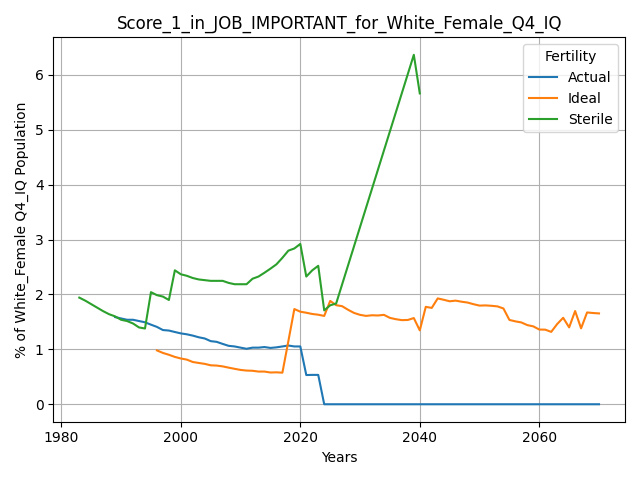 Score_1_in_JOB_IMPORTANT_for_White_Female_Q4_IQ
% of White_Female Q4_IQ Population
6
5
4
3
2
1
0
Fertility
Actual
Ideal
Sterile
1980 2000 2020 2040 2060
Years